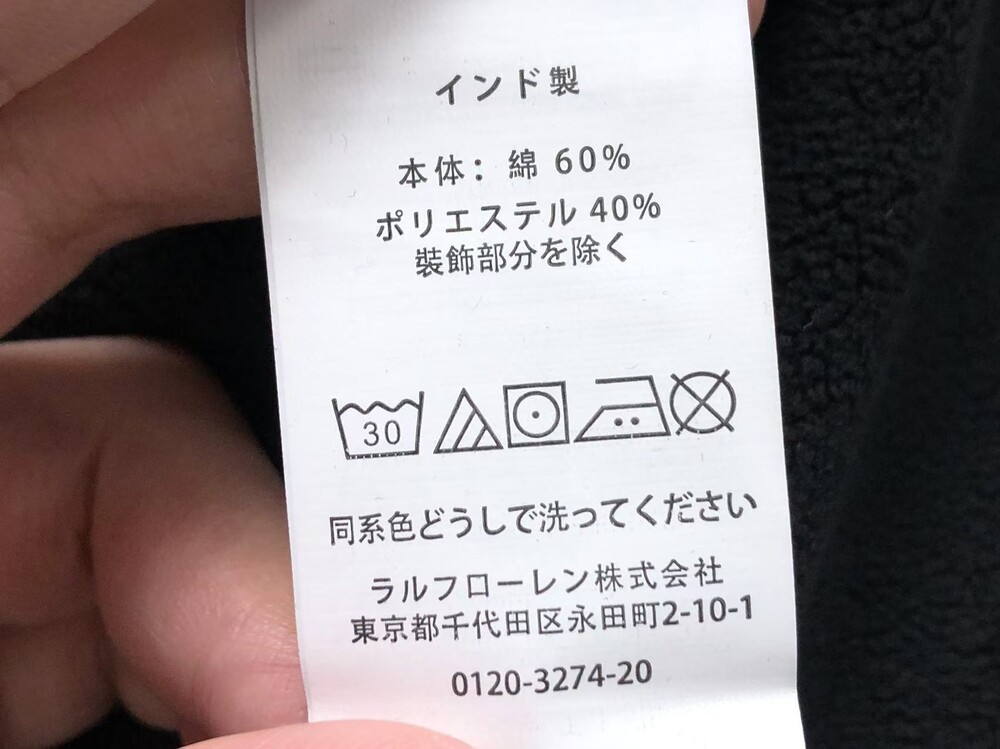 インド製
本体：綿 60%
ポリエステル 40%
装飾部分を除く
30
同系色どうしで洗ってください
ラルフローレン株式会社
東京都千代田区永田町2-10-1
0120-3274-20